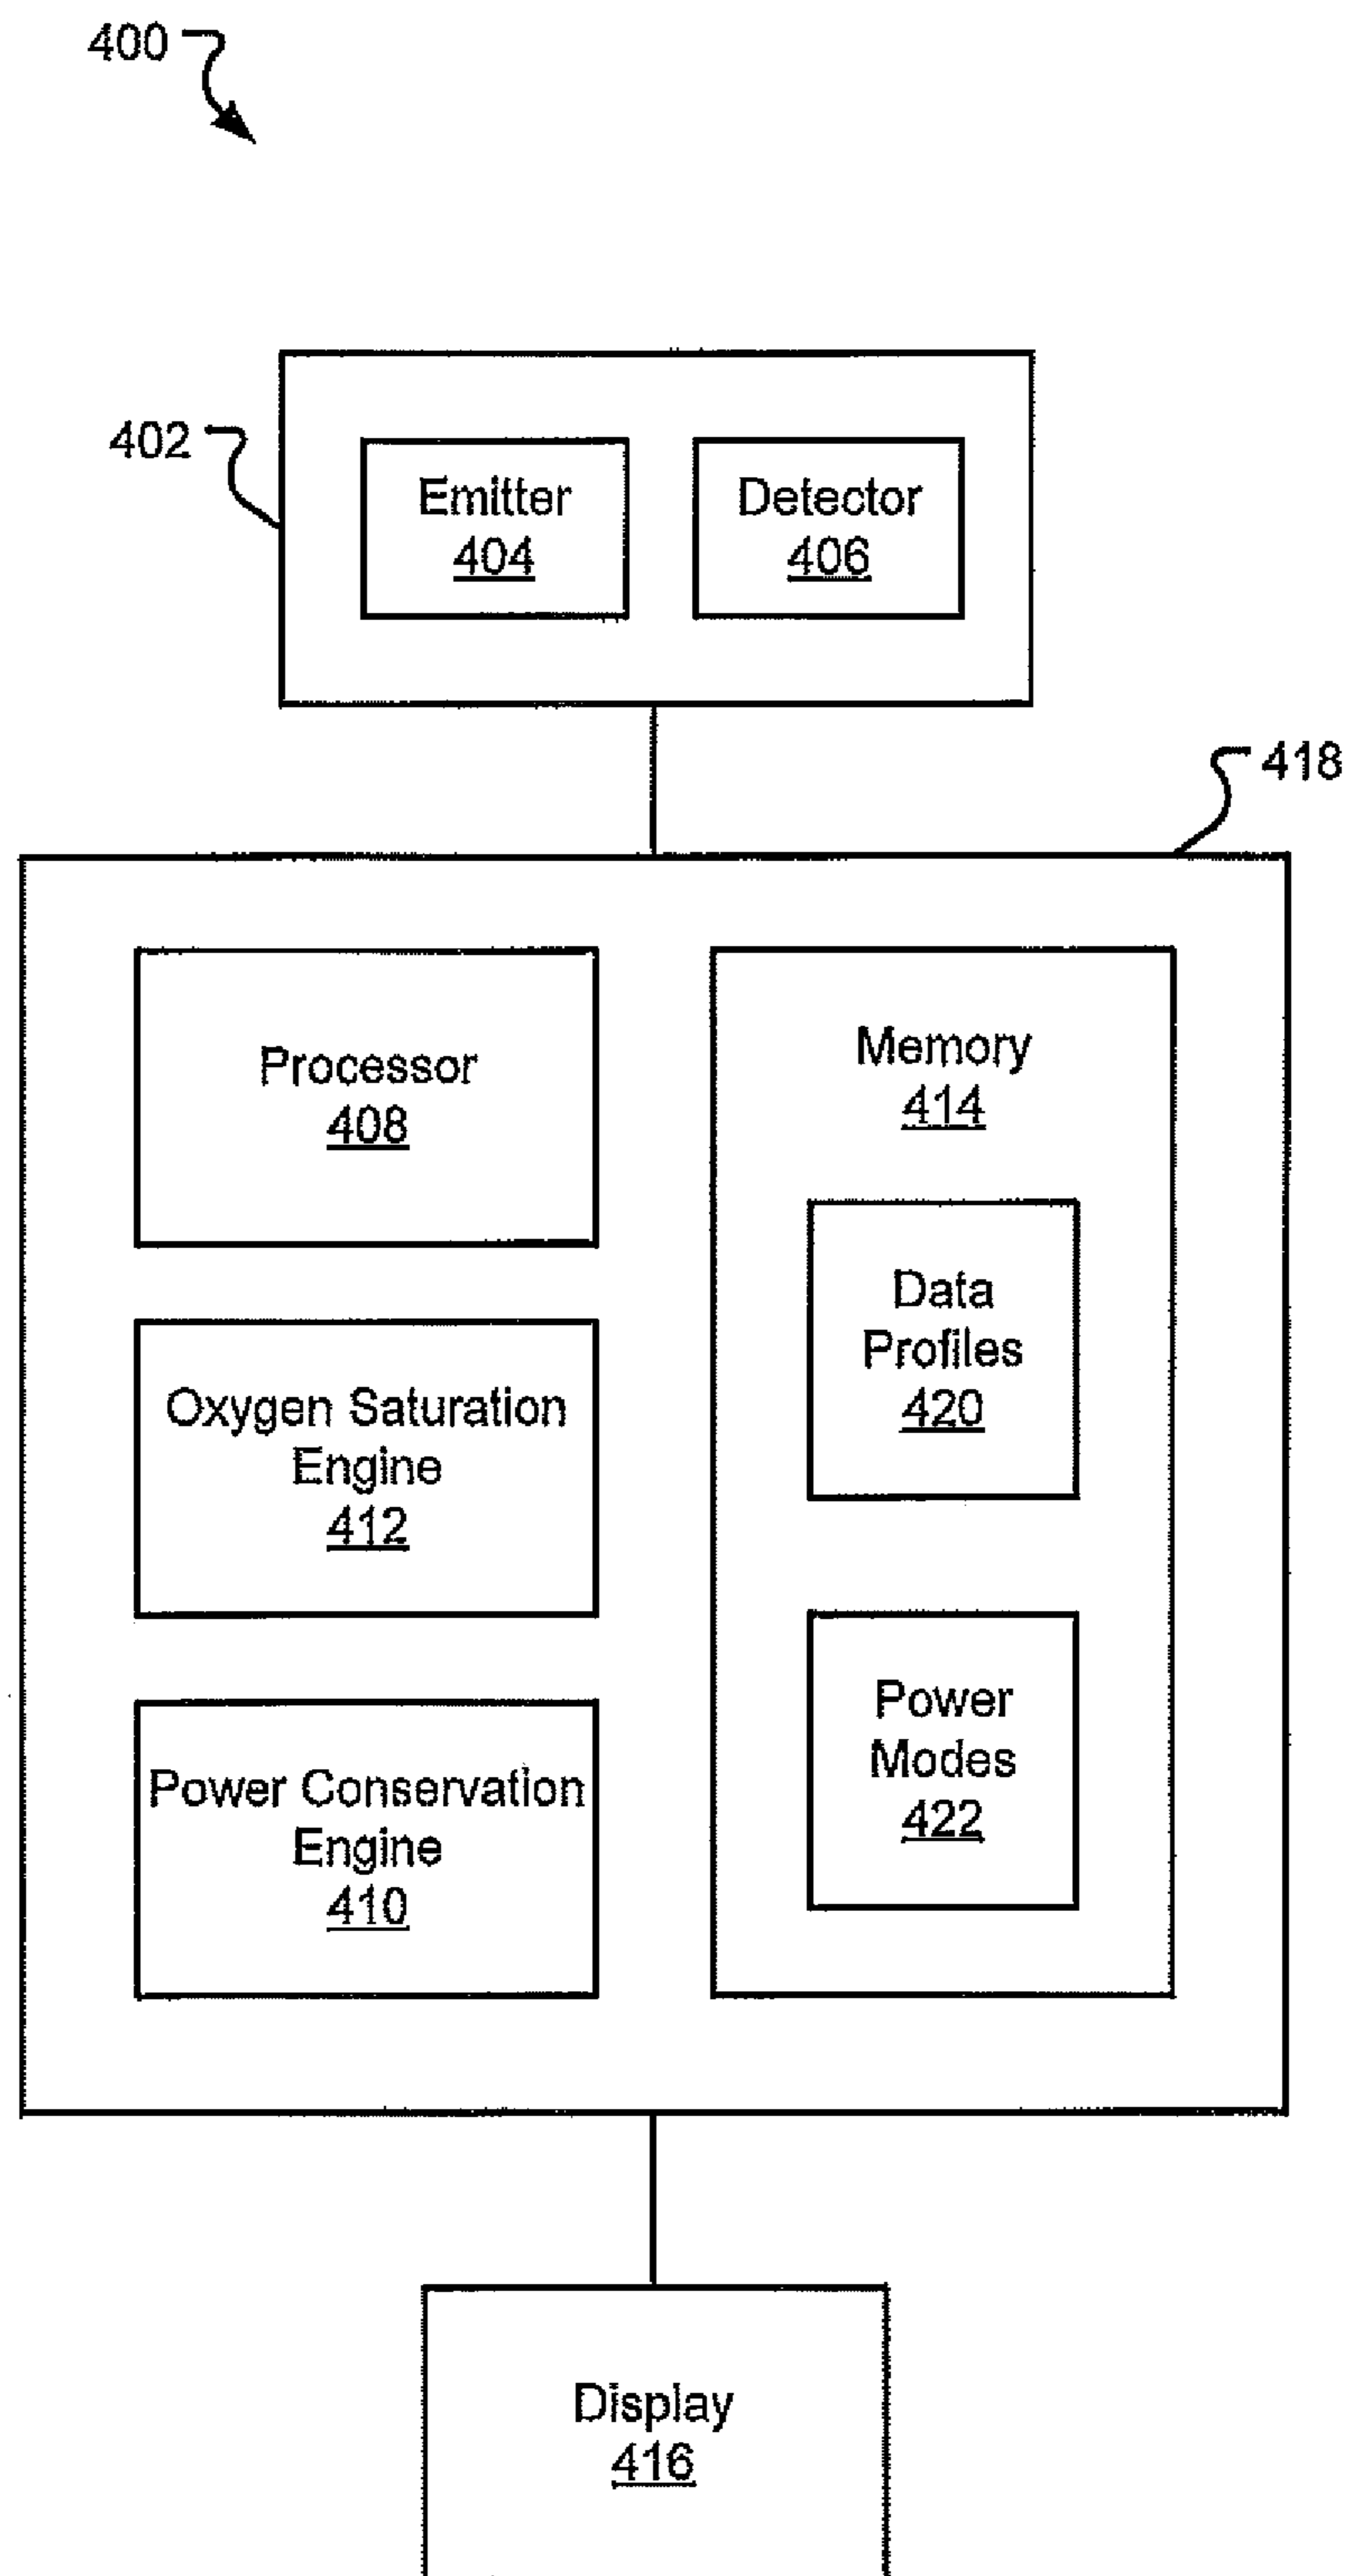 400
402
Emitter
404
Detector
406
418
Processor
408
Memory
414
Data
Profiles
420
Oxygen Saturation
Engine
412
Power
Modes
422
Power Conservation
Engine
410
Display
416